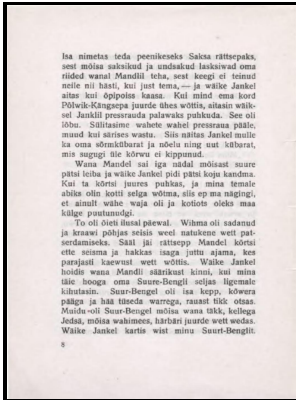 Isa nimetas teda peenikeseks Saksa rättsepaks,
sest mõisa saksikud ja undsakud lasksiwad oma
riided wanal Mandlil teha, sest keegi ei teinud
neile nii hästi, kui just tema, — ja wäike Jankel
aitas kui õpipoiss kaasa. Kui mind ema kord
Põlwik-Kängsepa juurde ühes wõttis, aitasin wäik-
sel Janklil pressrauda palawaks puhkuda. See oli
lõbu. Sülitasime wahete wahel pressraua pääle,
muud kui särises wastu. Siis näitas Jankel mulle
ka oma sõrmkübarat ja nõelu ning uut kübarat,
mis sugugi üle kõrwu ei kippunud.
Wana Mandel sai iga nädal mõisast suure
pätsi leiba ja wäike Jankel pidi pätsi koju kandma.
Kui ta kõrtsi juures puhkas, ja mina temale
abiks olin kotti selga wõtma, siis ep ma nägingi,
et ainult wähe waja oli ja kotiots oleks maa
külge puutunudgi.
To oli õieti ilusal päewal. Wihma oli sadanud
ja kraawi põhjas seisis weel natukene wett pat-
serdamiseks. Sääl jäi rättsepp Mandel kõrtsi
ette seisma ja hakkas isaga juttu ajama, kes
parajasti kaewust wett wõttis. Wäike Jankel
hoidis wana Mandli säärikust kinni, kui mina
täie hooga oma Suure-Bengli seljas ligemale
kihutasin. Suur-Bengel oli isa kepp, kõwera
pääga ja hää tüseda warrega, rauast tikk otsas.
Muidu-oli Suur-Bengel mõisa wana täkk, kellega
Jedsä, mõisa wahimees, härbäri juurde wett wedas.
Wäike Jankel kartis wist minu Suurt-Benglit.
8